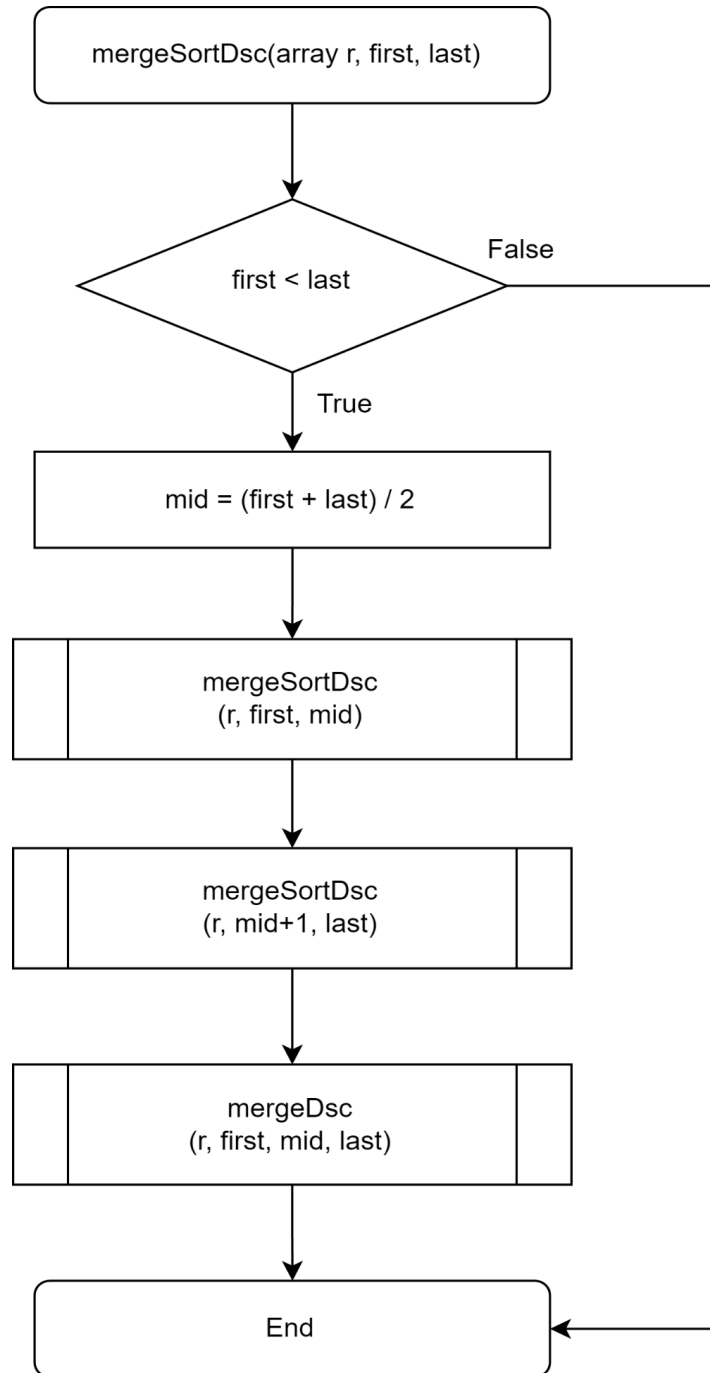 mergeSortDsc(array r, first, last)
first < last
False
True
mid = (first + last) / 2
mergeSortDsc
(r, first, mid)
mergeSortDsc
(r, mid+1, last)
mergeDsc
(r, first, mid, last)
End